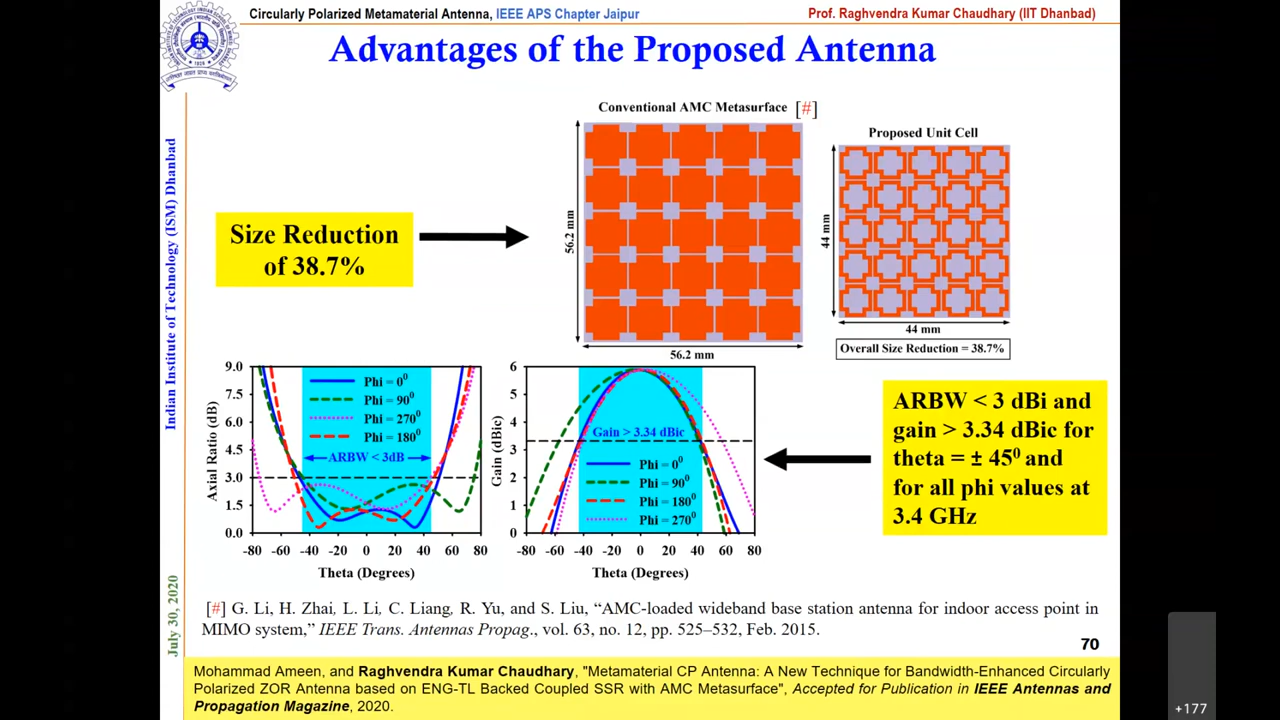 Circularly Polarized Metamaterial Antenna, IEEE APS Chapter Jaipur
Prof. Raghvendra Kumar Chaudhary (IIT Dhanbad)
Advantages of the Proposed Antenna
Indian Institute of Technology (ISM) Dhanbad
July 30, 2020
Conventional AMC Metasurface [#]
Proposed Unit Cell
56.2 mm
56.2 mm
44 mm
44 mm
Overall Size Reduction = 38.7%
Size Reduction
of 38.7%
9.0
7.5
6.0
4.5
3.0
1.5
0.0
Axial Ratio (dB)
Phi = 0⁰
Phi = 90⁰
Phi = 270⁰
Phi = 180⁰
ARBW < 3dB
-80 -60 -40 -20 0 20 40 60 80
Theta (Degrees)
6
5
4
3
2
1
0
Gain (dBic)
Gain > 3.34 dBic
Phi = 0⁰
Phi = 90⁰
Phi = 180⁰
Phi = 270⁰
-80 -60 -40 -20 0 20 40 60 80
Theta (Degrees)
ARBW < 3 dBi and
gain > 3.34 dBic for
theta = ± 45⁰ and
for all phi values at
3.4 GHz
[#] G. Li, H. Zhai, L. Li, C. Liang, R. Yu, and S. Liu, “AMC-loaded wideband base station antenna for indoor access point in
MIMO system,” IEEE Trans. Antennas Propag., vol. 63, no. 12, pp. 525–532, Feb. 2015.
70
Mohammad Ameen, and Raghvendra Kumar Chaudhary, "Metamaterial CP Antenna: A New Technique for Bandwidth-Enhanced Circularly
Polarized ZOR Antenna based on ENG-TL Backed Coupled SSR with AMC Metasurface", Accepted for Publication in IEEE Antennas and
Propagation Magazine, 2020.
+177